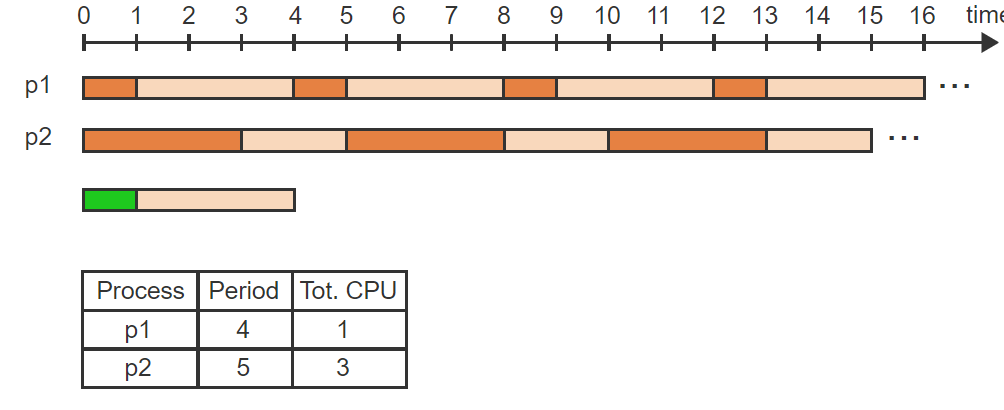 0 1 2 3 4 5 6 7 8 9 10 11 12 13 14 15 16 time
p1 ...
p2 ...
Process Period Tot. CPU
p1 4 1
p2 5 3